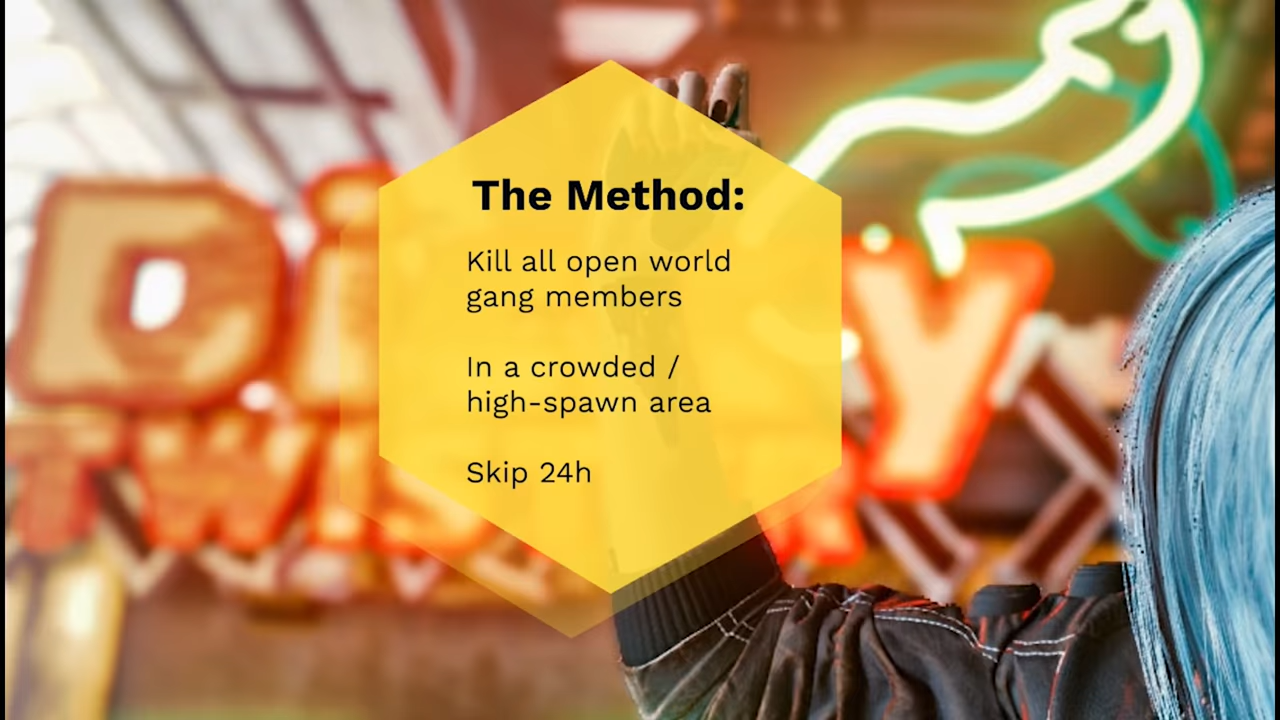 The Method:
Kill all open world
gang members
In a crowded /
high-spawn area
Skip 24h